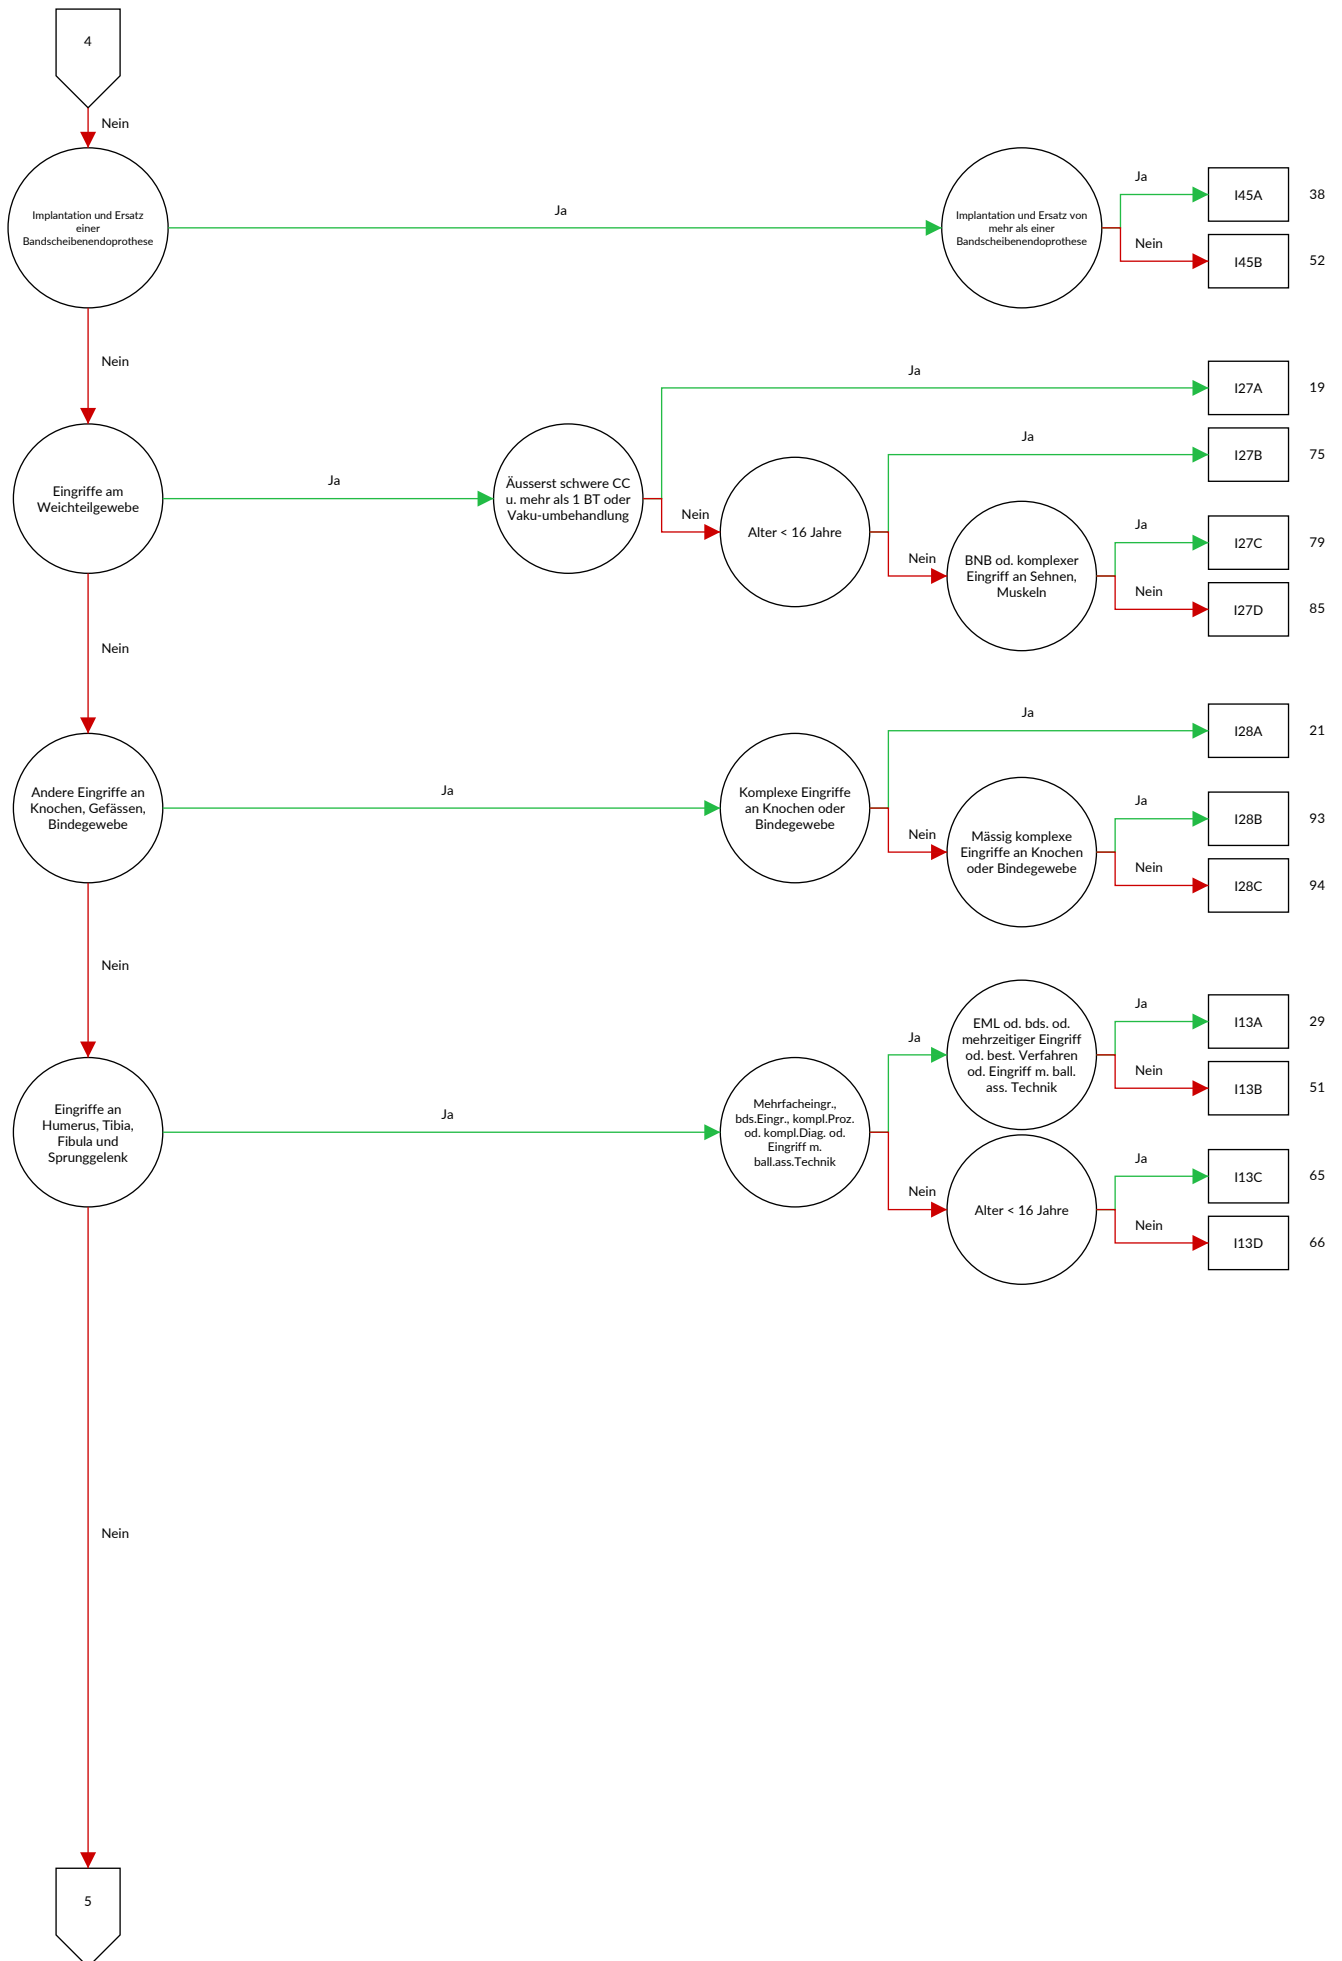 4
Nein
Implantation und Ersatz
einer
Bandscheibenendoprothese
Ja
Implantation und Ersatz von
mehr als einer
Bandscheibenendoprothese
Ja
I45A
38
Nein
I45B
52
Nein
Eingriffe am
Weichteilgewebe
Ja
Äusserst schwere CC
u. mehr als 1 BT oder
Vaku-umbehandlung
Ja
I27A
19
Nein
Alter < 16 Jahre
Ja
I27B
75
Nein
BNB od. komplexer
Eingriff an Sehnen,
Muskeln
Ja
I27C
79
Nein
I27D
85
Nein
Andere Eingriffe an
Knochen, Gefässen,
Bindegewebe
Ja
Komplexe Eingriffe
an Knochen oder
Bindegewebe
Ja
I28A
21
Nein
Mässig komplexe
Eingriffe an Knochen
oder Bindegewebe
Ja
I28B
93
Nein
I28C
94
Nein
Eingriffe an
Humerus, Tibia,
Fibula und
Sprunggelenk
Ja
Mehrfacheingr.,
bds.Eingr., kompl.Proz.
od. kompl.Diag. od.
Eingriff m.
ball.ass.Technik
Ja
EML od. bds. od.
mehrzeitiger Eingriff
od. best. Verfahren
od. Eingriff m. ball.
ass. Technik
Ja
I13A
29
Nein
I13B
51
Nein
Alter < 16 Jahre
Ja
I13C
65
Nein
I13D
66
Nein
5